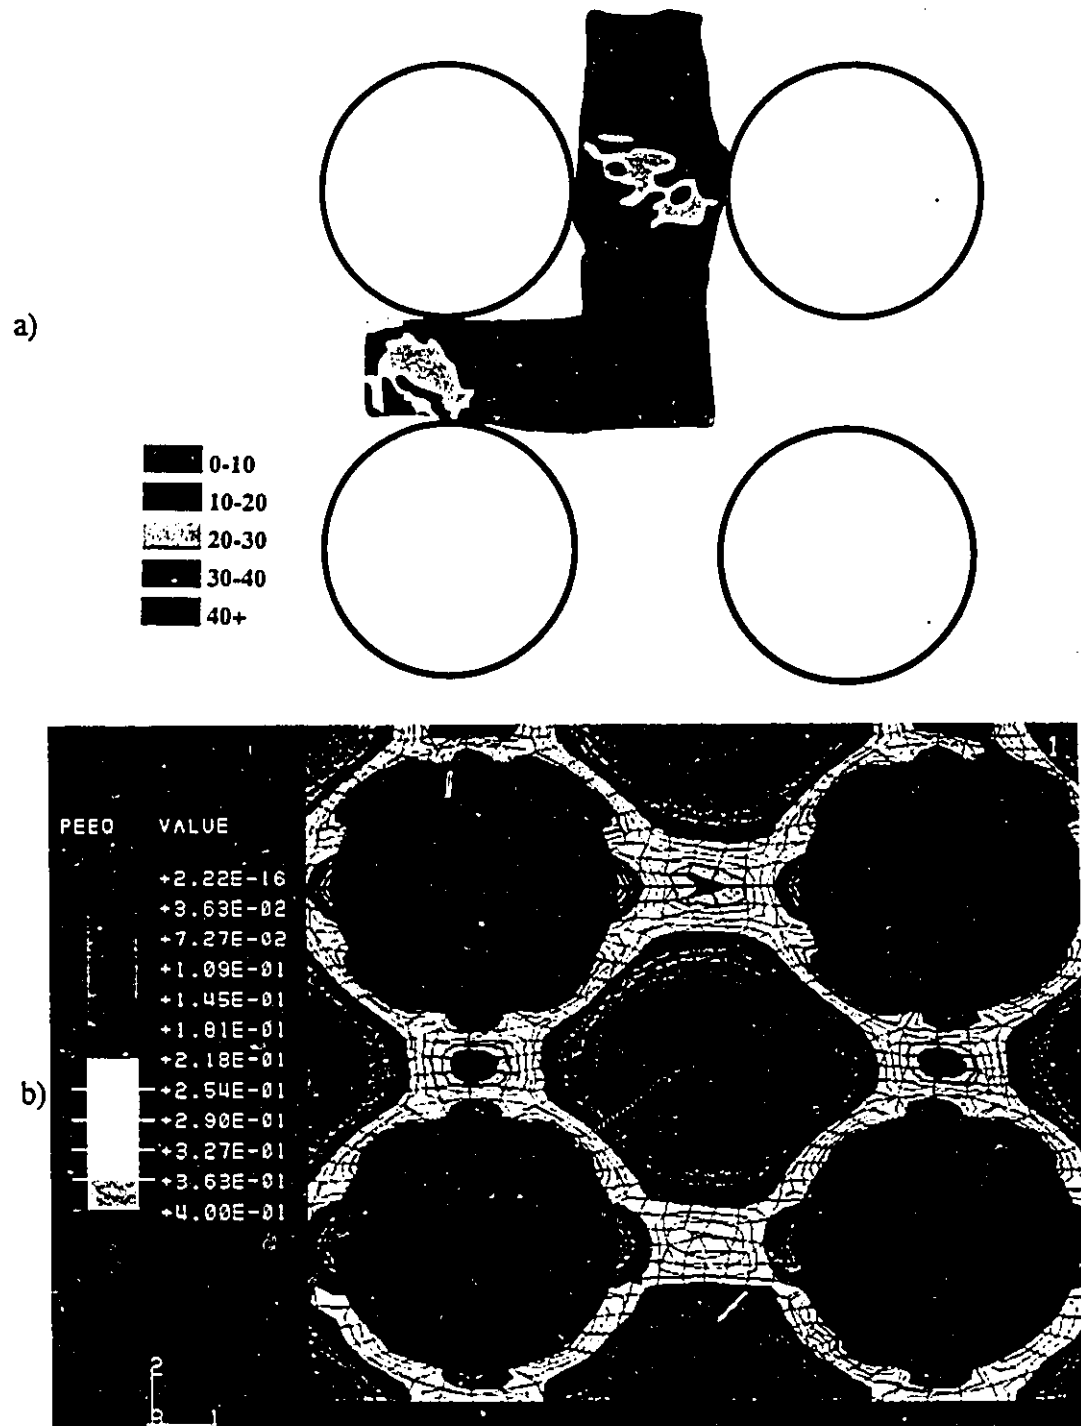 a)
0-10
10-20
20-30
30-40
40+
1
PEEQ VALUE
+2.22E-16
+3.63E-02
+7.27E-02
+1.09E-01
+1.45E-01
+1.81E-01
+2.18E-01
+2.54E-01
+2.90E-01
+3.27E-01
+3.63E-01
+4.00E-01
b)
2
1